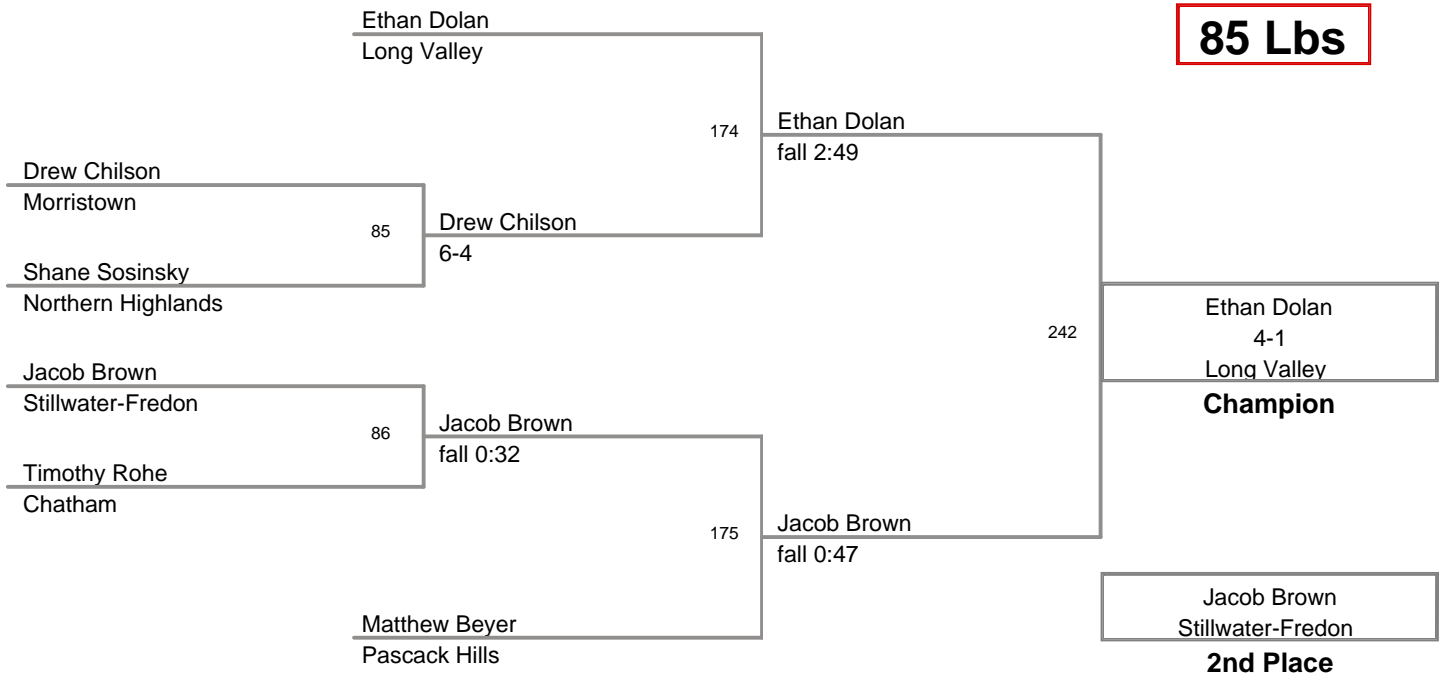 Ethan Dolan
Long Valley
85 Lbs
174
Ethan Dolan
fall 2:49
Drew Chilson
Morristown
85
Drew Chilson
6-4
Shane Sosinsky
Northern Highlands
242
Ethan Dolan
4-1
Long Valley
Champion
Jacob Brown
Stillwater-Fredon
86
Jacob Brown
fall 0:32
Timothy Rohe
Chatham
175
Jacob Brown
fall 0:47
Matthew Beyer
Pascack Hills
Jacob Brown
Stillwater-Fredon
2nd Place